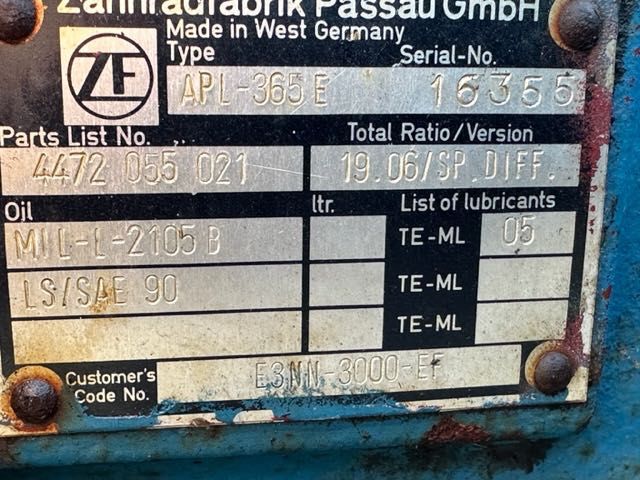 Zahnradfabrik Passau GmbH
Made in West Germany
ZF
Type Serial-No.
APL-365 E 16355
Parts List No. Total Ratio/Version
4472 055 021 19.06/SP.DIFF.
Oil ltr. List of lubricants
MIL-L-2105 B TE-ML 05
LS/SAE 90 TE-ML
TE-ML
Customer's
Code No. E3NN-3000-EF